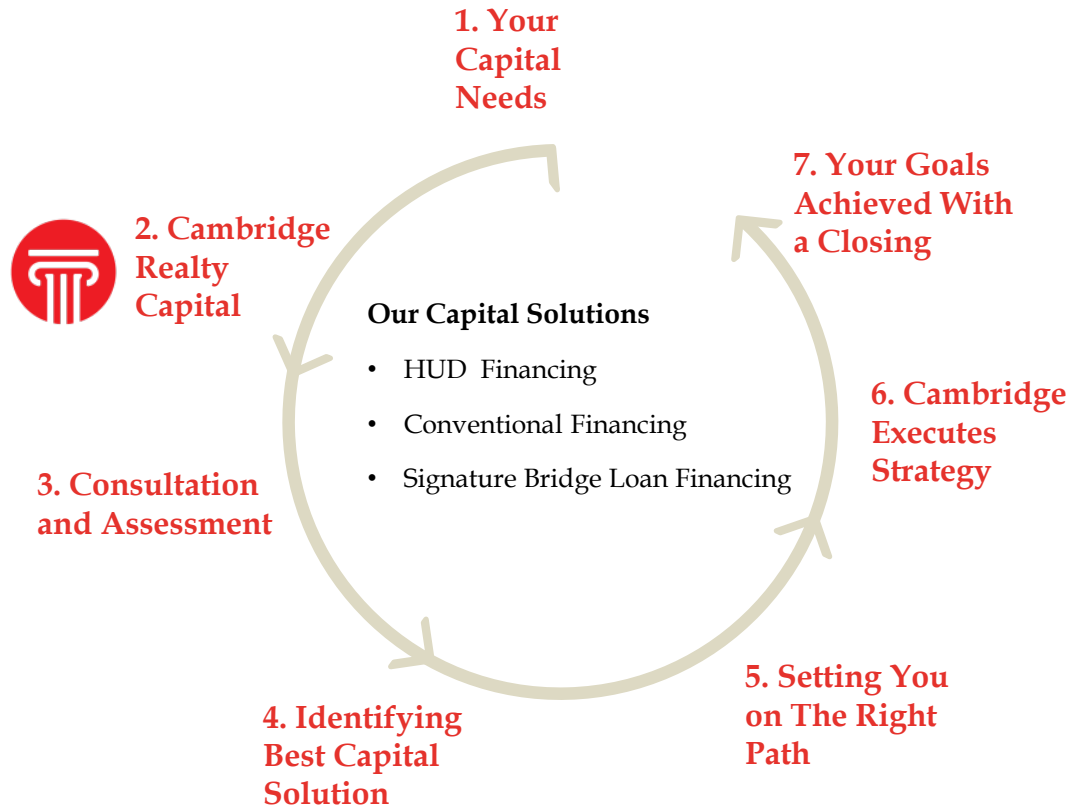 1. Your
Capital
Needs
2. Cambridge
Realty
Capital
3. Consultation
and Assessment
4. Identifying
Best Capital
Solution
5. Setting You
on The Right
Path
6. Cambridge
Executes
Strategy
7. Your Goals
Achieved With
a Closing
Our Capital Solutions
• HUD Financing
• Conventional Financing
• Signature Bridge Loan Financing